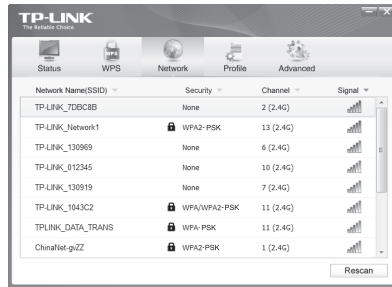 TP-LINK
The Reliable Choice
WPS
Status WPS Network Profile Advanced
Network Name(SSID) Security Channel Signal
TP-LINK_7DBC8B None 2 (2.4G)
TP-LINK_Network1 WPA2-PSK 13 (2.4G)
TP-LINK_130969 None 6 (2.4G)
TP-LINK_012345 None 10 (2.4G)
TP-LINK_130919 None 7 (2.4G)
TP-LINK_1043C2 WPA/WPA2-PSK 11 (2.4G)
TPLINK_DATA_TRANS WPA-PSK 11 (2.4G)
ChinaNet-gvZZ WPA2-PSK 1 (2.4G)
Rescan